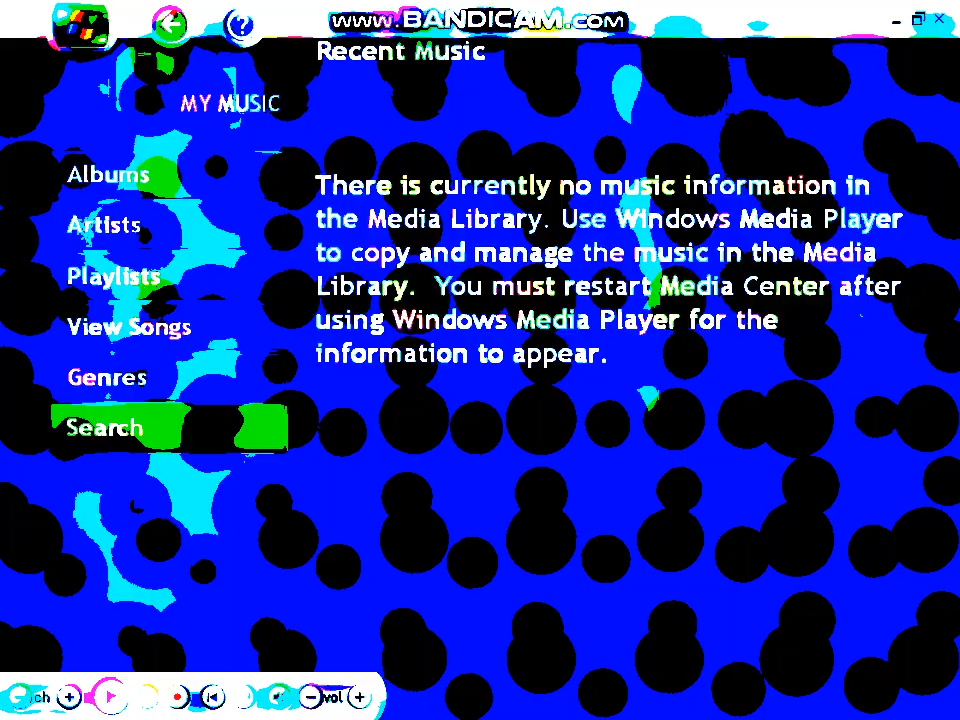 www.BANDICAM.com
Recent Music
MY MUSIC
Albums
Artists
Playlists
View Songs
Genres
Search
There is currently no music information in
the Media Library. Use Windows Media Player
to copy and manage the music in the Media
Library.  You must restart Media Center after
using Windows Media Player for the
information to appear.
ch
vol